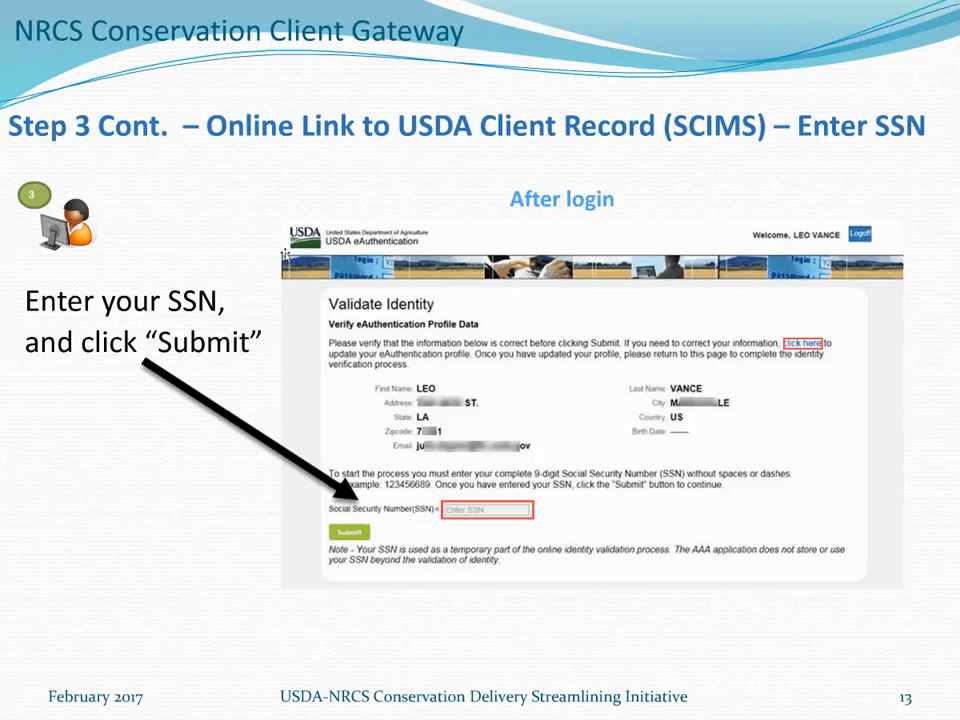 NRCS Conservation Client Gateway
Step 3 Cont. – Online Link to USDA Client Record (SCIMS) – Enter SSN
3
After login
USDA United States Department of Agriculture
USDA eAuthentication
Welcome, LEO VANCE Logoff
Enter your SSN,
and click “Submit”
Validate Identity
Verify eAuthentication Profile Data
Please verify that the information below is correct before clicking Submit. If you need to correct your information, click here to
update your eAuthentication profile. Once you have updated your profile, please return to this page to complete the identity
verification process.
First Name: LEO Last Name: VANCE
Address: ST. City: M LE
State: LA Country: US
Zipcode: 7 1 Birth Date: ——
Email: ju ov
To start the process you must enter your complete 9-digit Social Security Number (SSN) without spaces or dashes.
example: 123456689. Once you have entered your SSN, click the "Submit" button to continue.
Social Security Number(SSN)* Enter SSN
Submit
Note - Your SSN is used as a temporary part of the online identity validation process. The AAA application does not store or use
your SSN beyond the validation of identity.
February 2017 USDA-NRCS Conservation Delivery Streamlining Initiative 13